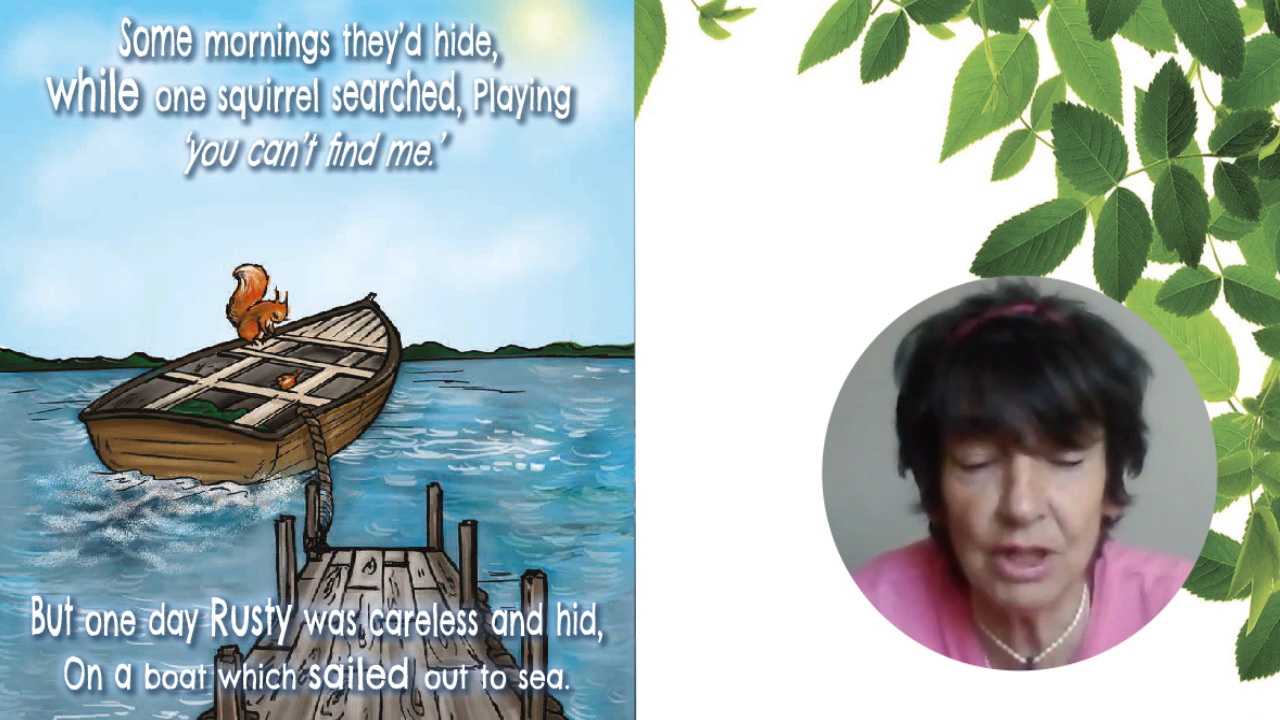 Some mornings they'd hide,
while one squirrel searched, Playing
'you can't find me.'
But one day Rusty was careless and hid,
On a boat which sailed out to sea.